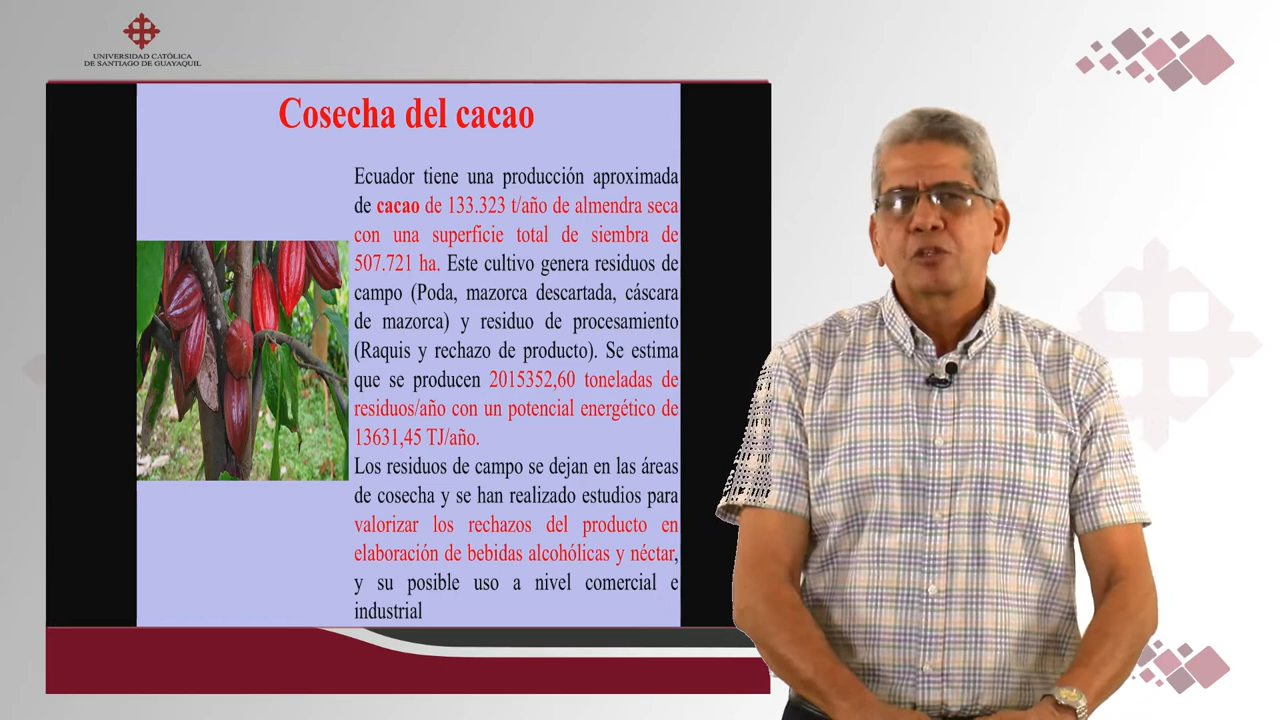 UNIVERSIDAD CATÓLICA
DE SANTIAGO DE GUAYAQUIL
Cosecha del cacao
Ecuador tiene una producción aproximada
de cacao de 133.323 t/año de almendra seca
con una superficie total de siembra de
507.721 ha. Este cultivo genera residuos de
campo (Poda, mazorca descartada, cáscara
de mazorca) y residuo de procesamiento
(Raquis y rechazo de producto). Se estima
que se producen 2015352,60 toneladas de
residuos/año con un potencial energético de
13631,45 TJ/año.
Los residuos de campo se dejan en las áreas
de cosecha y se han realizado estudios para
valorizar los rechazos del producto en
elaboración de bebidas alcohólicas y néctar,
y su posible uso a nivel comercial e
industrial